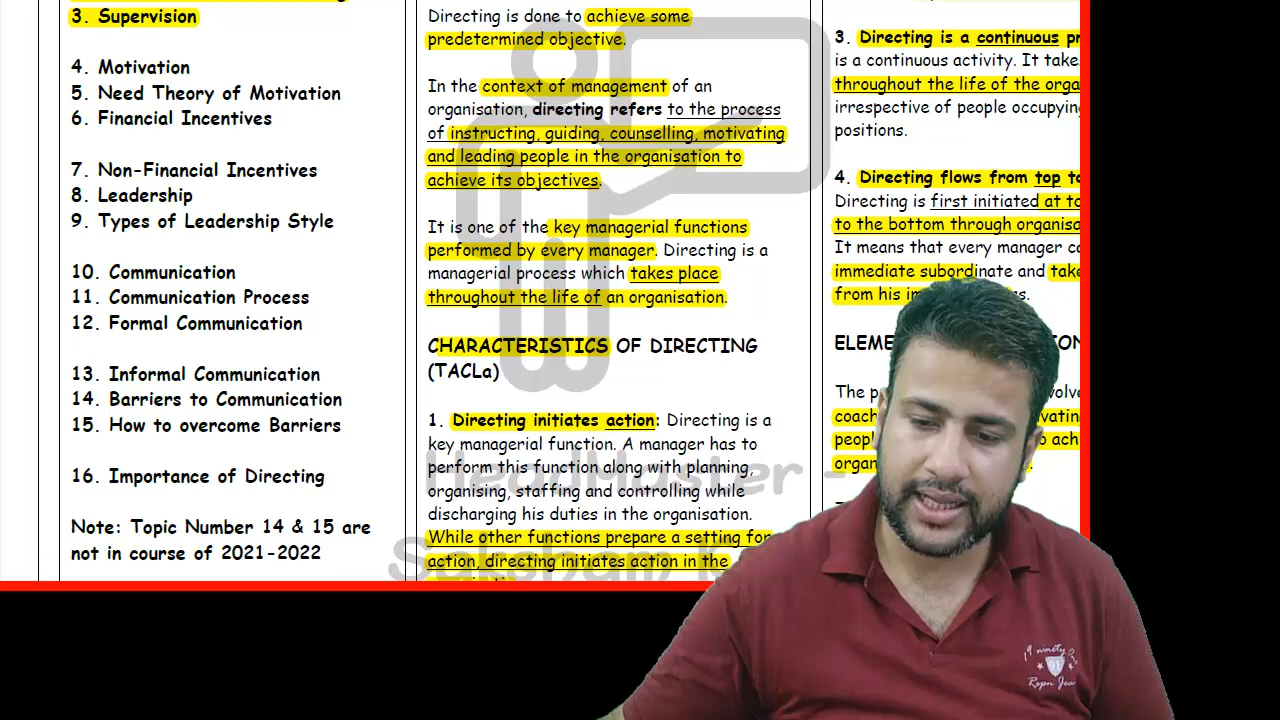 3. Supervision
4. Motivation
5. Need Theory of Motivation
6. Financial Incentives
7. Non-Financial Incentives
8. Leadership
9. Types of Leadership Style
10. Communication
11. Communication Process
12. Formal Communication
13. Informal Communication
14. Barriers to Communication
15. How to overcome Barriers
16. Importance of Directing
Note: Topic Number 14 & 15 are
not in course of 2021-2022
Directing is done to achieve some
predetermined objective.
In the context of management of an
organisation, directing refers to the process
of instructing, guiding, counselling, motivating
and leading people in the organisation to
achieve its objectives.
It is one of the key managerial functions
performed by every manager. Directing is a
managerial process which takes place
throughout the life of an organisation.
CHARACTERISTICS OF DIRECTING
(TACLa)
1. Directing initiates action: Directing is a
key managerial function. A manager has to
perform this function along with planning,
organising, staffing and controlling while
discharging his duties in the organisation.
While other functions prepare a setting for
action, directing initiates action in the
3. Directing is a continuous pr
is a continuous activity. It take
throughout the life of the orga
irrespective of people occupying
positions.
4. Directing flows from top to
Directing is first initiated at to
to the bottom through organisa
It means that every manager ca
immediate subordinate and take
from his im
ELEME
The p
coach
people
organ
HeadMaster -
Saksham